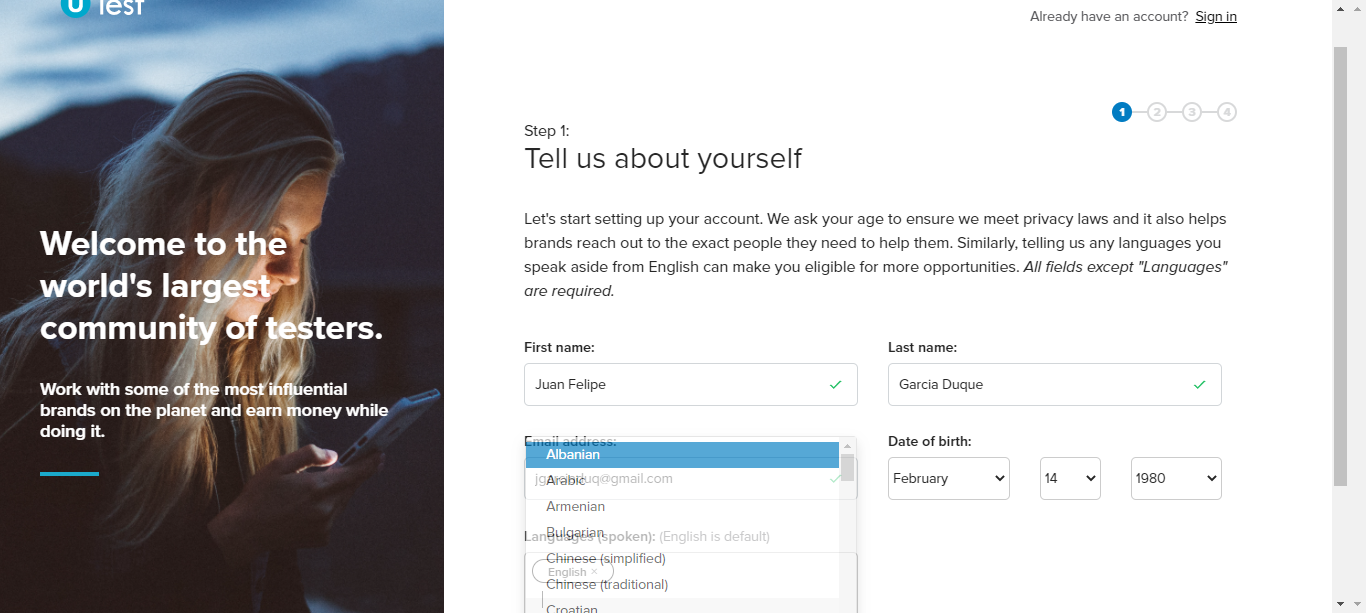 U Test
Already have an account? Sign in
1 2 3 4
Step 1:
Tell us about yourself
Let's start setting up your account. We ask your age to ensure we meet privacy laws and it also helps
brands reach out to the exact people they need to help them. Similarly, telling us any languages you
speak aside from English can make you eligible for more opportunities. All fields except "Languages"
are required.
Welcome to the
world's largest
community of testers.
Work with some of the most influential
brands on the planet and earn money while
doing it.
First name:
Last name:
Juan Felipe
Garcia Duque
Email address:
Date of birth:
Albanian
@gmail.com
February 14 1980
Arabic
Armenian
Bulgarian
Languages (spoken): (English is default)
Chinese (simplified)
English ×
Chinese (traditional)
Croatian